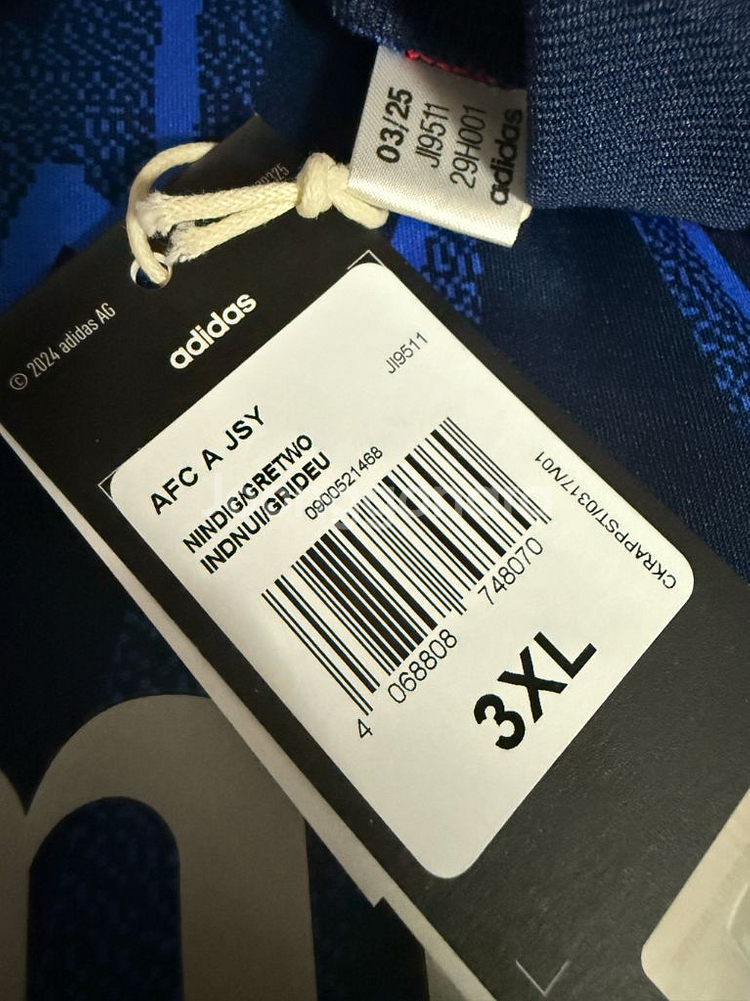 03/25
JI9511
29H001
adidas
© 2024 adidas AG
adidas
JI9511
AFC A JSY
NINDIG/GRETWO
INDNUI/GRIDEU
0900521468
CKRAPPST/0317/V01
4 068808 748070
3XL
m